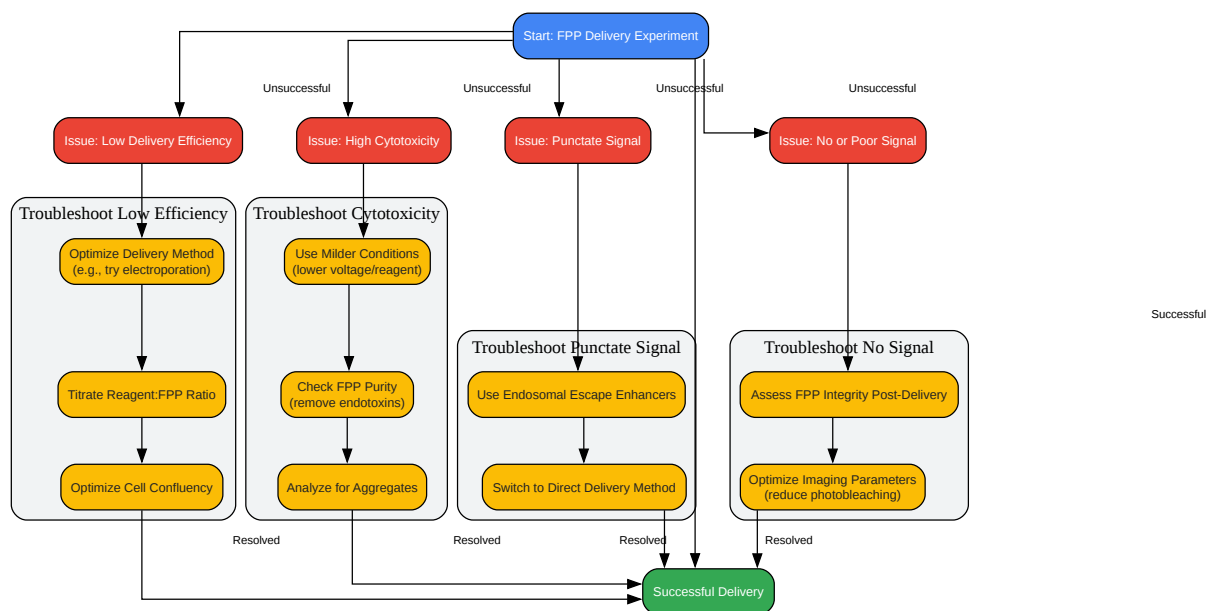 Start: FPP Delivery Experiment
Unsuccessful
Unsuccessful
Unsuccessful
Unsuccessful
Issue: Low Delivery Efficiency
Issue: High Cytotoxicity
Issue: Punctate Signal
Issue: No or Poor Signal
Troubleshoot Low Efficiency
Optimize Delivery Method
(e.g., try electroporation)
Titrate Reagent:FPP Ratio
Optimize Cell Confluency
Troubleshoot Cytotoxicity
Use Milder Conditions
(lower voltage/reagent)
Check FPP Purity
(remove endotoxins)
Analyze for Aggregates
Troubleshoot Punctate Signal
Use Endosomal Escape Enhancers
Switch to Direct Delivery Method
Troubleshoot No Signal
Assess FPP Integrity Post-Delivery
Optimize Imaging Parameters
(reduce photobleaching)
Successful
Resolved
Resolved
Resolved
Resolved
Successful Delivery